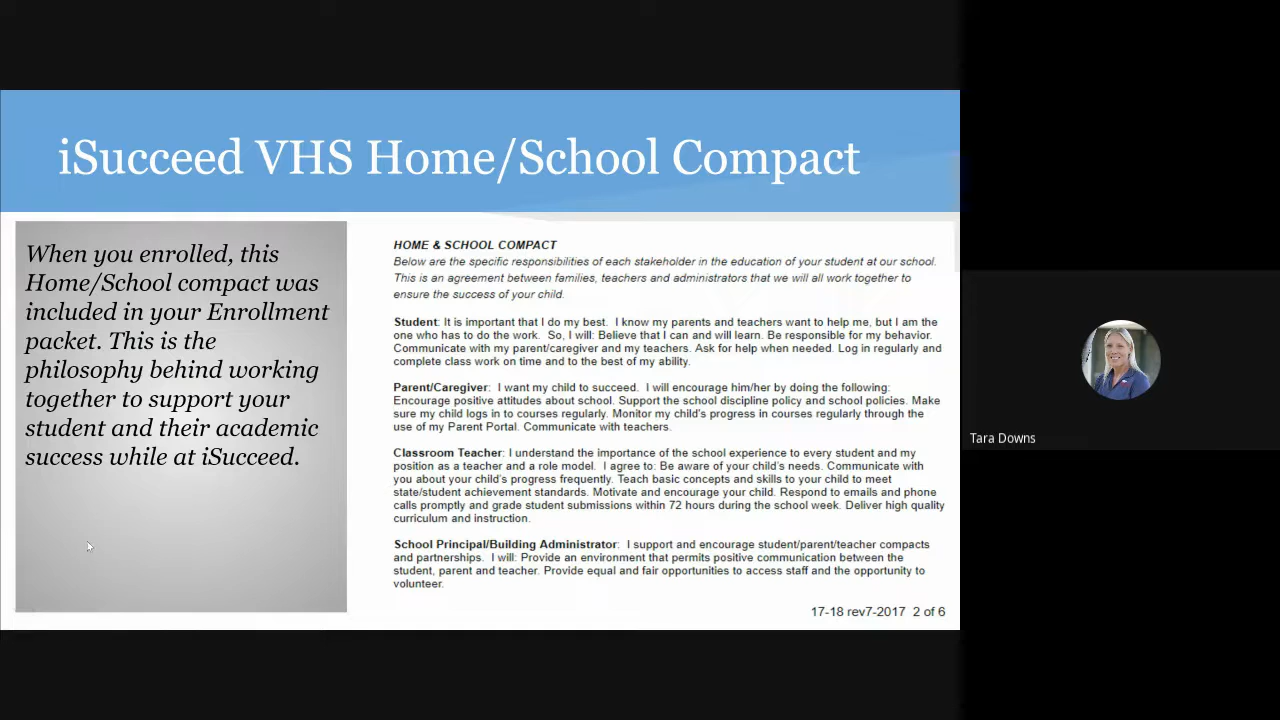 iSucceed VHS Home/School Compact
When you enrolled, this
Home/School compact was
included in your Enrollment
packet. This is the
philosophy behind working
together to support your
student and their academic
success while at iSucceed.
HOME & SCHOOL COMPACT
Below are the specific responsibilities of each stakeholder in the education of your student at our school.
This is an agreement between families, teachers and administrators that we will all work together to
ensure the success of your child.
Student: It is important that I do my best. I know my parents and teachers want to help me, but I am the
one who has to do the work. So, I will: Believe that I can and will learn. Be responsible for my behavior.
Communicate with my parent/caregiver and my teachers. Ask for help when needed. Log in regularly and
complete class work on time and to the best of my ability.
Parent/Caregiver: I want my child to succeed. I will encourage him/her by doing the following:
Encourage positive attitudes about school. Support the school discipline policy and school policies. Make
sure my child logs in to courses regularly. Monitor my child's progress in courses regularly through the
use of my Parent Portal. Communicate with teachers.
Classroom Teacher: I understand the importance of the school experience to every student and my
position as a teacher and a role model. I agree to: Be aware of your child's needs. Communicate with
you about your child's progress frequently. Teach basic concepts and skills to your child to meet
state/student achievement standards. Motivate and encourage your child. Respond to emails and phone
calls promptly and grade student submissions within 72 hours during the school week. Deliver high quality
curriculum and instruction.
School Principal/Building Administrator: I support and encourage student/parent/teacher compacts
and partnerships. I will: Provide an environment that permits positive communication between the
student, parent and teacher. Provide equal and fair opportunities to access staff and the opportunity to
volunteer.
17-18 rev7-2017 2 of 6
Tara Downs